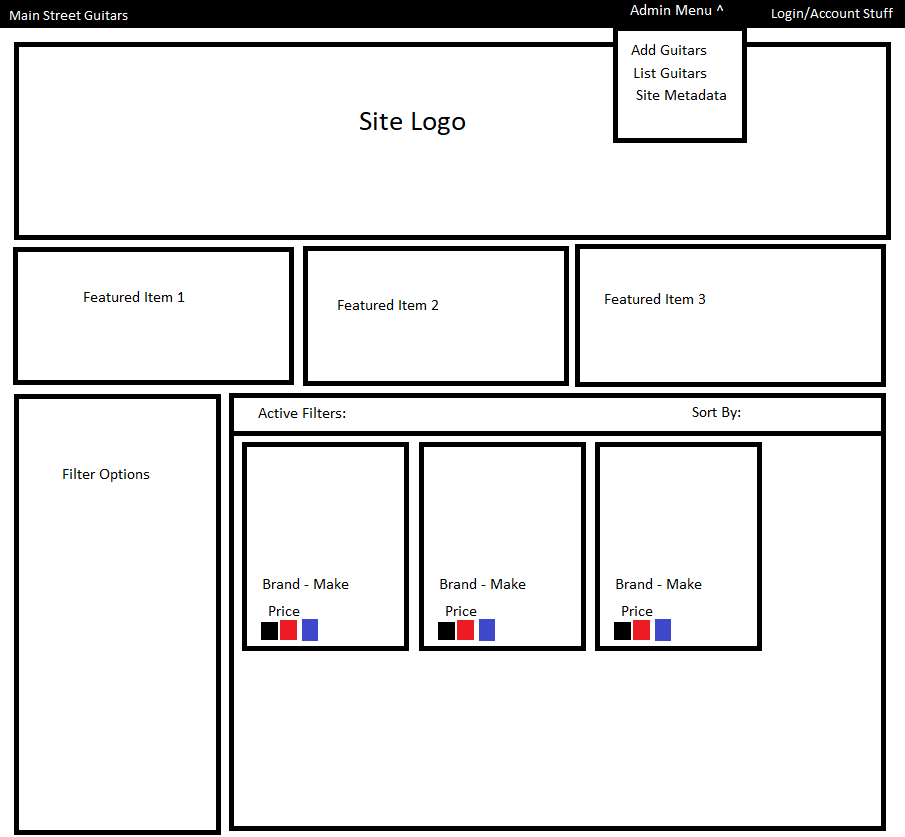 Main Street Guitars
Admin Menu ^
Login/Account Stuff
Add Guitars
List Guitars
Site Metadata
Site Logo
Featured Item 1
Featured Item 2
Featured Item 3
Filter Options
Active Filters:
Sort By:
Brand - Make
Price
Brand - Make
Price
Brand - Make
Price